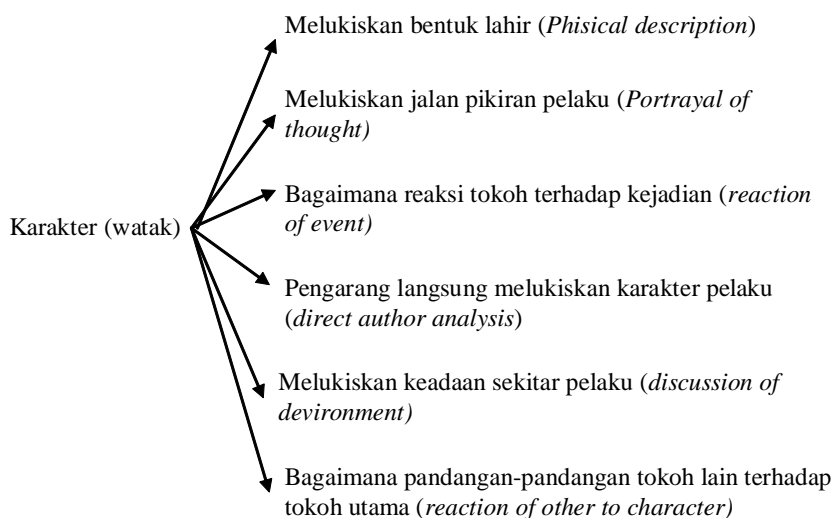 Melukiskan bentuk lahir (Phisical description)
Melukiskan jalan pikiran pelaku (Portrayal of
thought)
Bagaimana reaksi tokoh terhadap kejadian (reaction
of event)
Karakter (watak)
Pengarang langsung melukiskan karakter pelaku
(direct author analysis)
Melukiskan keadaan sekitar pelaku (discussion of
devironment)
Bagaimana pandangan-pandangan tokoh lain terhadap
tokoh utama (reaction of other to character)